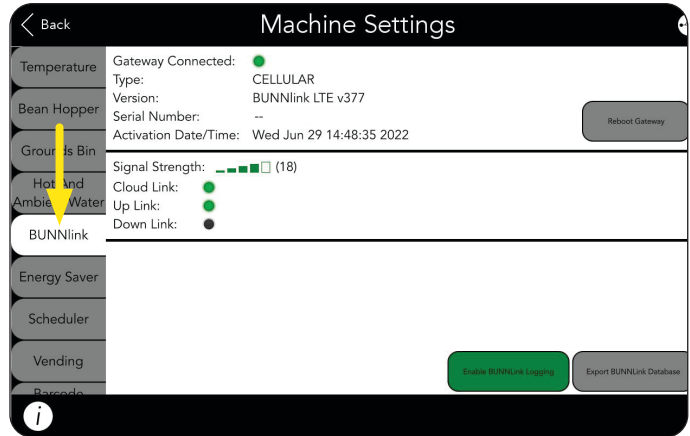 Back
Machine Settings
Temperature
Bean Hopper
Grounds Bin
Hot And
Ambient Water
BUNNlink
Energy Saver
Scheduler
Vending
Barcode
i
Gateway Connected:
Type: CELLULAR
Version: BUNNlink LTE v377
Serial Number: --
Activation Date/Time: Wed Jun 29 14:48:35 2022
Reboot Gateway
Signal Strength: (18)
Cloud Link:
Up Link:
Down Link:
Enable BUNNLink Logging
Export BUNNLink Database